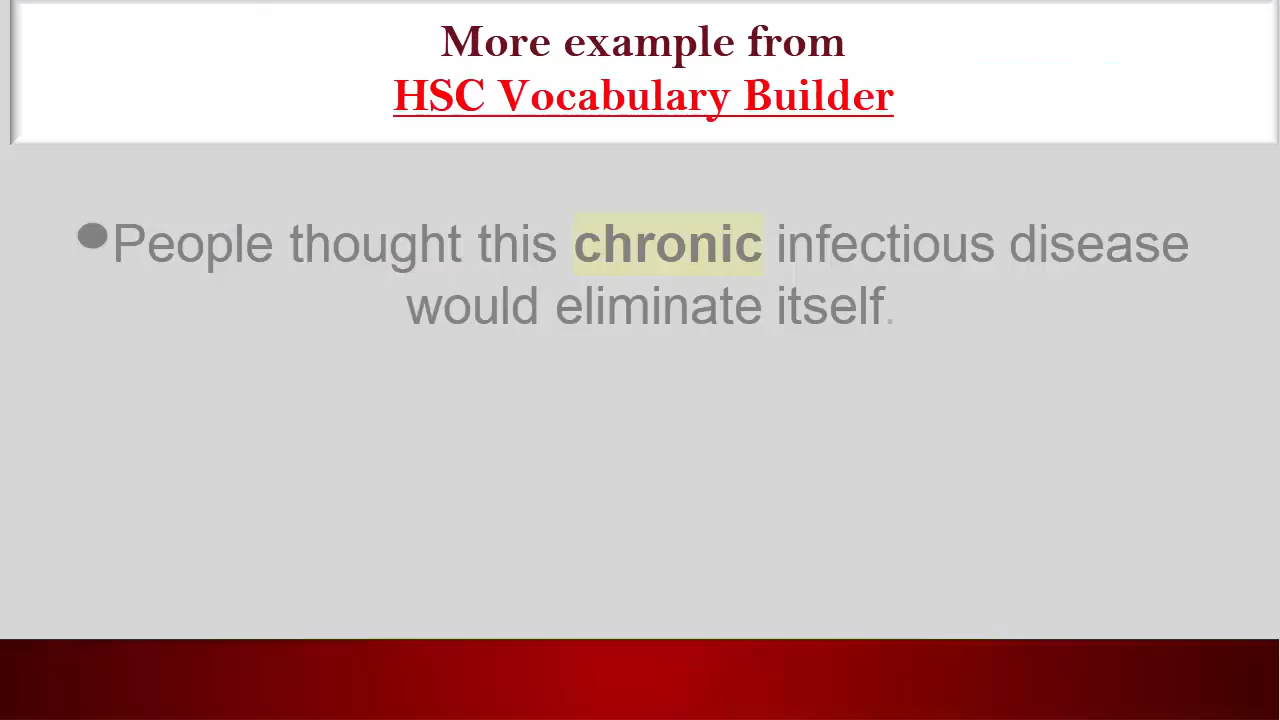 More example from
HSC Vocabulary Builder
•People thought this chronic infectious disease
would eliminate itself.